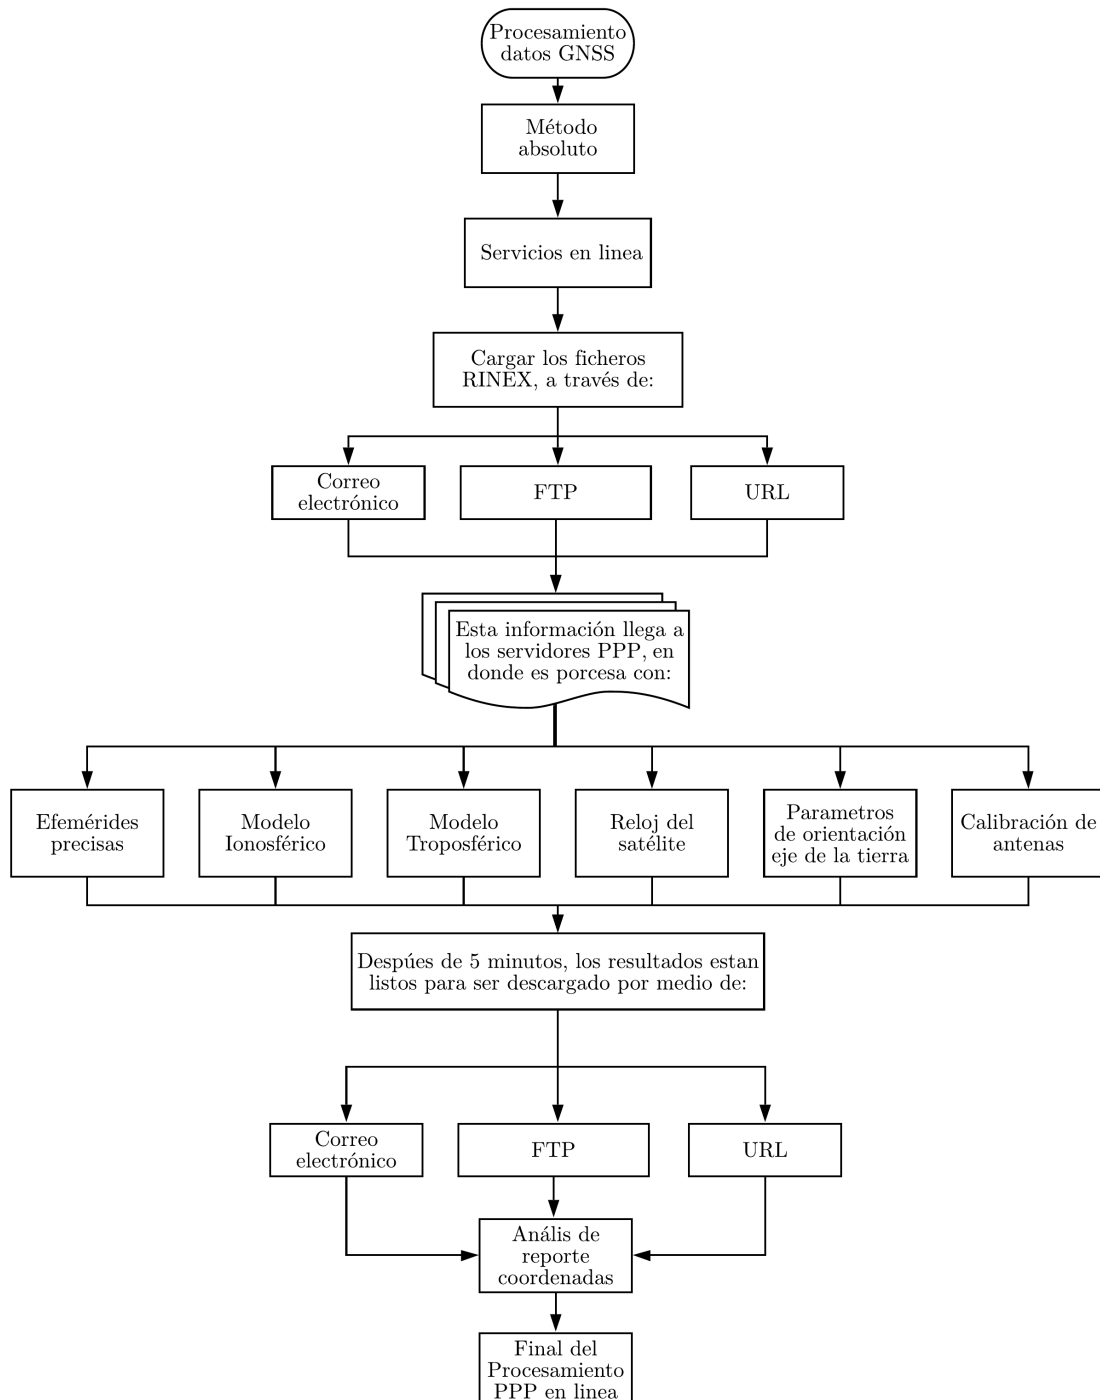 Procesamiento
datos GNSS
Método
absoluto
Servicios en linea
Cargar los ficheros
RINEX, a través de:
Correo
electrónico
FTP
URL
Esta información llega a
los servidores PPP, en
donde es porcesa con:
Efemérides
precisas
Modelo
Ionosférico
Modelo
Troposférico
Reloj del
satélite
Parametros
de orientación
eje de la tierra
Calibración de
antenas
Despúes de 5 minutos, los resultados estan
listos para ser descargado por medio de:
Correo
electrónico
FTP
URL
Anális de
reporte
coordenadas
Final del
Procesamiento
PPP en linea